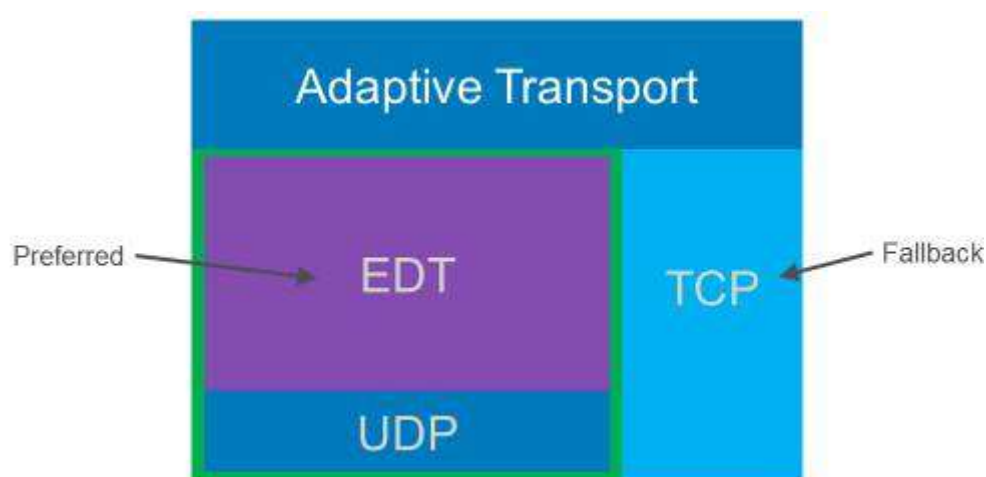 Adaptive Transport
Preferred
EDT
TCP
Fallback
UDP